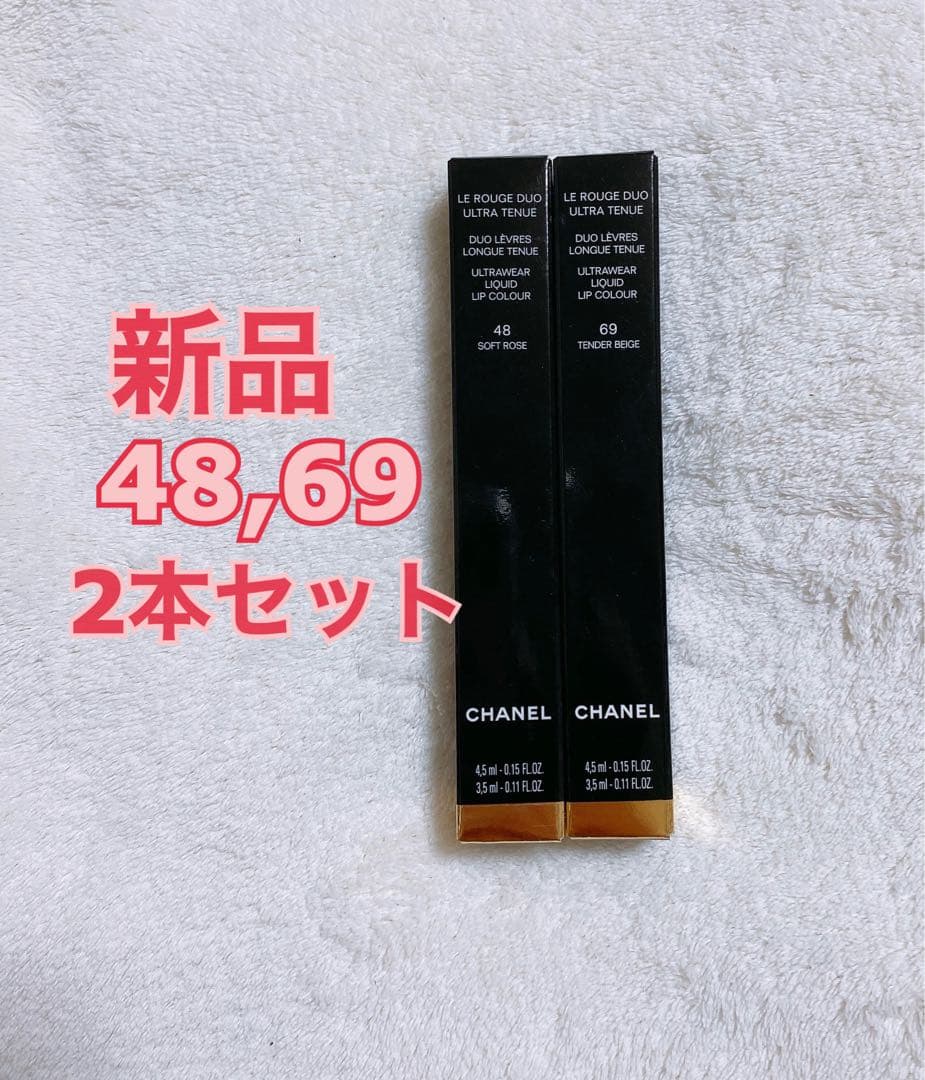 新品
48,69
2本セット
LE ROUGE DUO
ULTRA TENUE
DUO LÈVRES
LONGUE TENUE
ULTRAWEAR
LIQUID
LIP COLOUR
48
SOFT ROSE
CHANEL
4,5 ml - 0.15 FL.OZ.
3,5 ml - 0.11 FL.OZ.
LE ROUGE DUO
ULTRA TENUE
DUO LÈVRES
LONGUE TENUE
ULTRAWEAR
LIQUID
LIP COLOUR
69
TENDER BEIGE
CHANEL
4,5 ml - 0.15 FL.OZ.
3,5 ml - 0.11 FL.OZ.